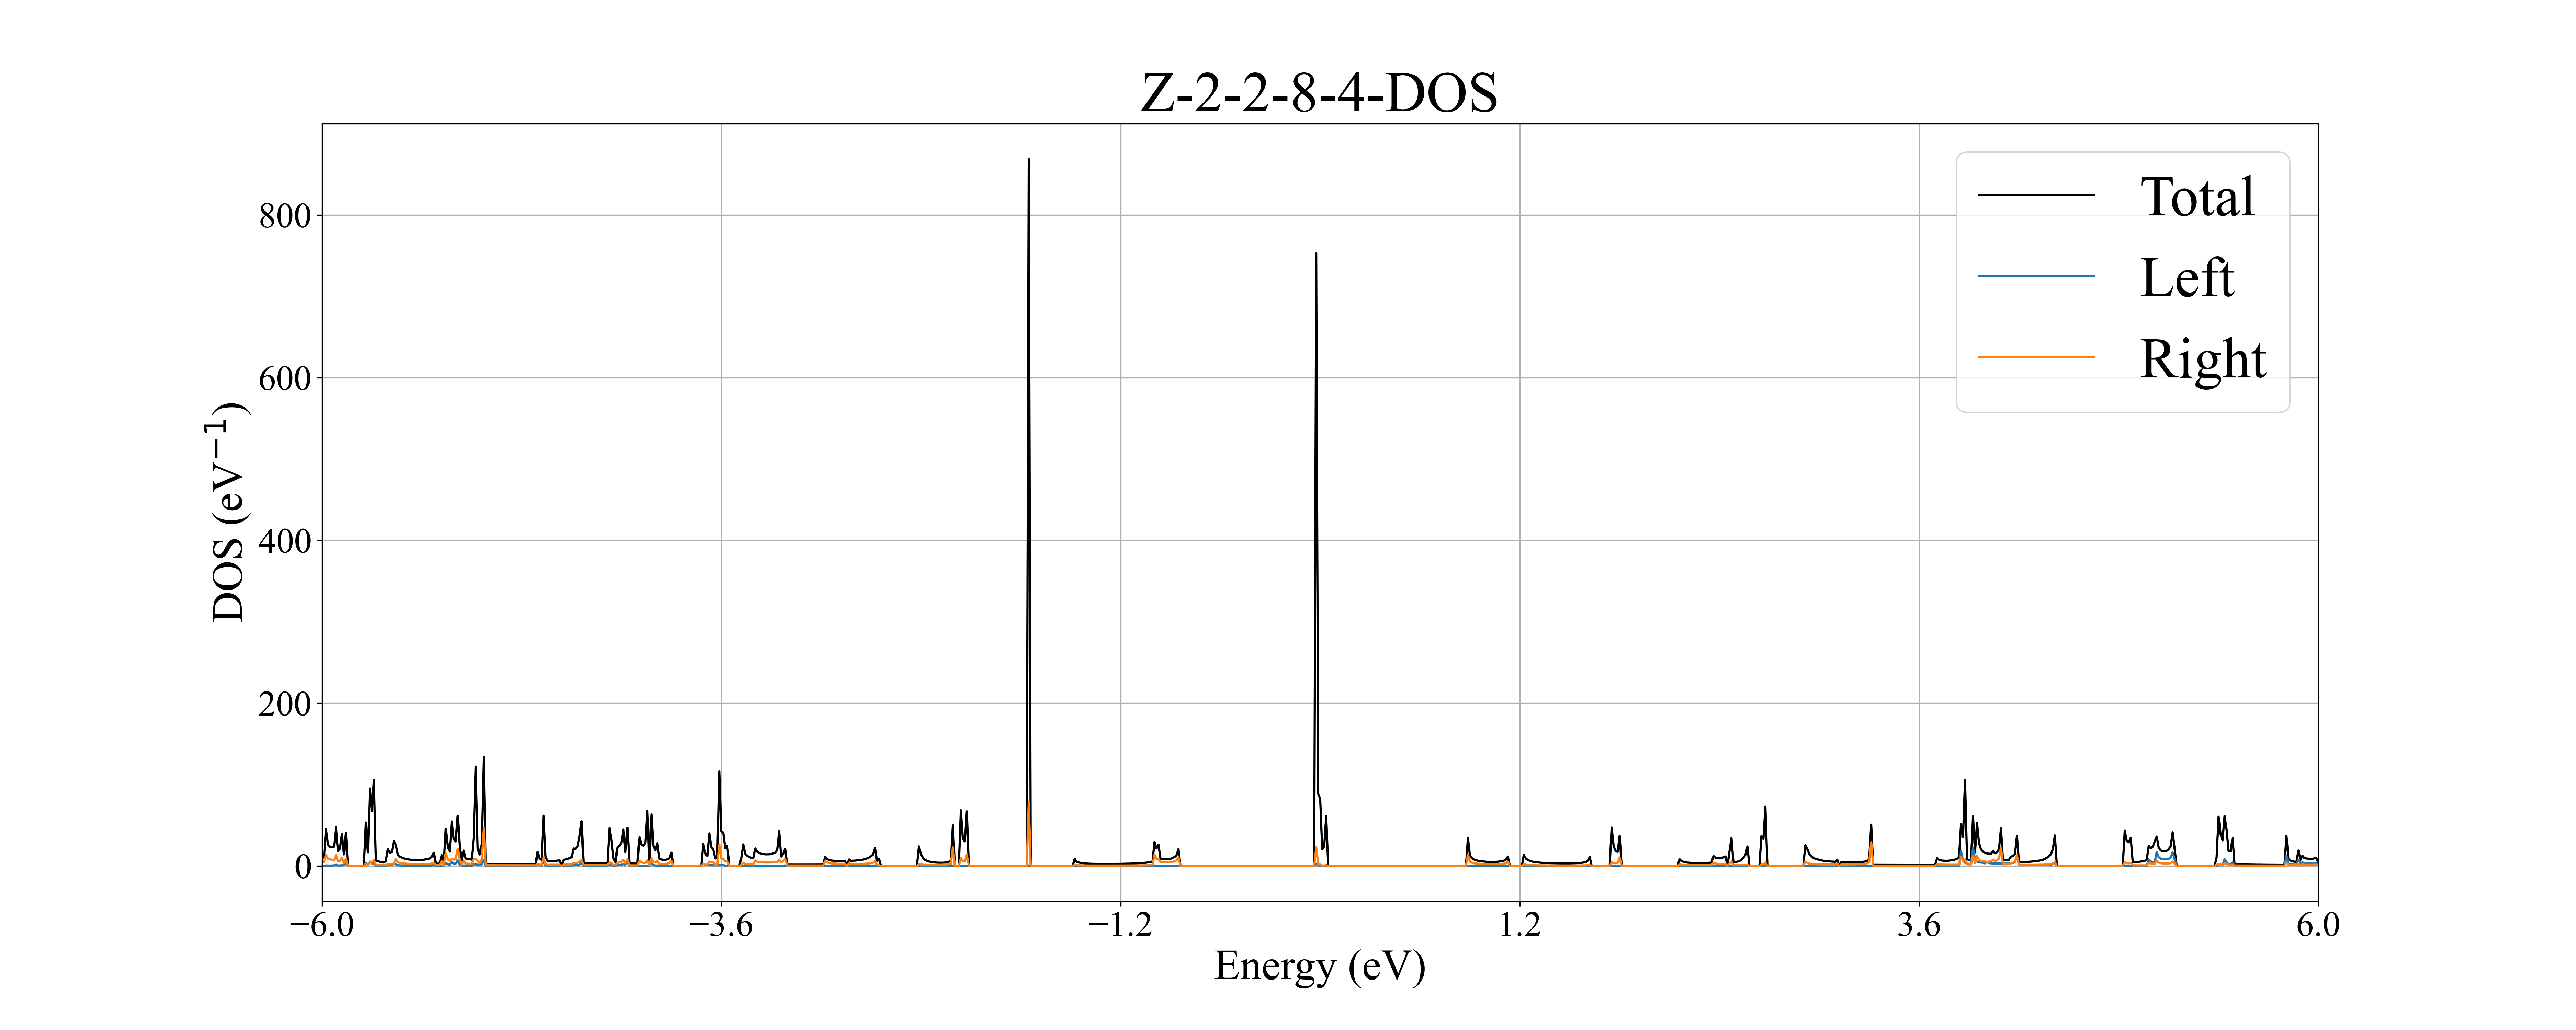 Z-2-2-8-4-DOS
Total
Left
Right
DOS (eV⁻¹)
800
600
400
200
0
−6.0
−3.6
−1.2
1.2
3.6
6.0
Energy (eV)